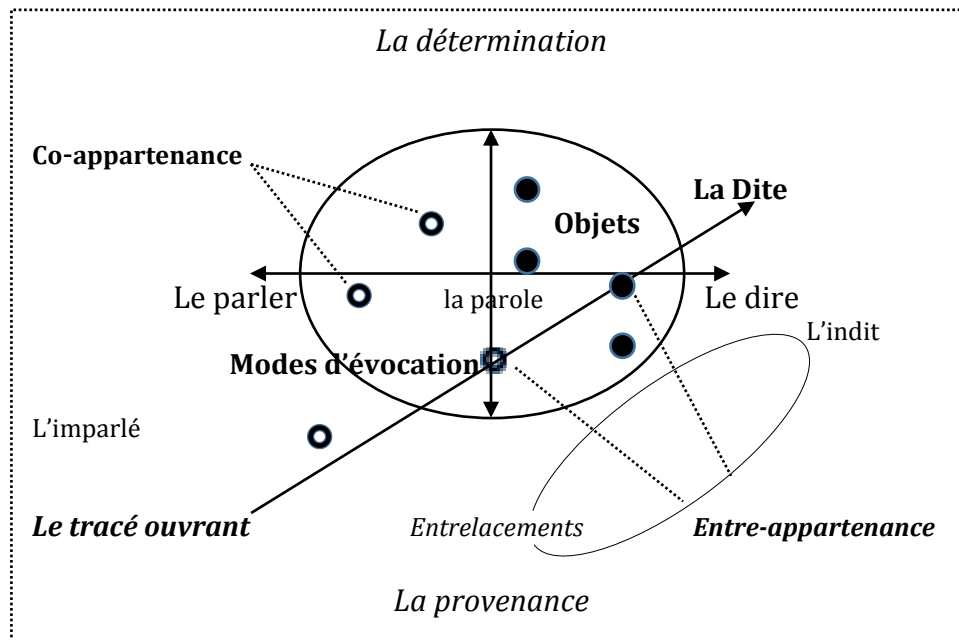 La détermination
Co-appartenance
La Dite
Objets
Le parler
la parole
Le dire
L'indit
Modes d'évocation
L'imparlé
Le tracé ouvrant
Entrelacements
Entre-appartenance
La provenance